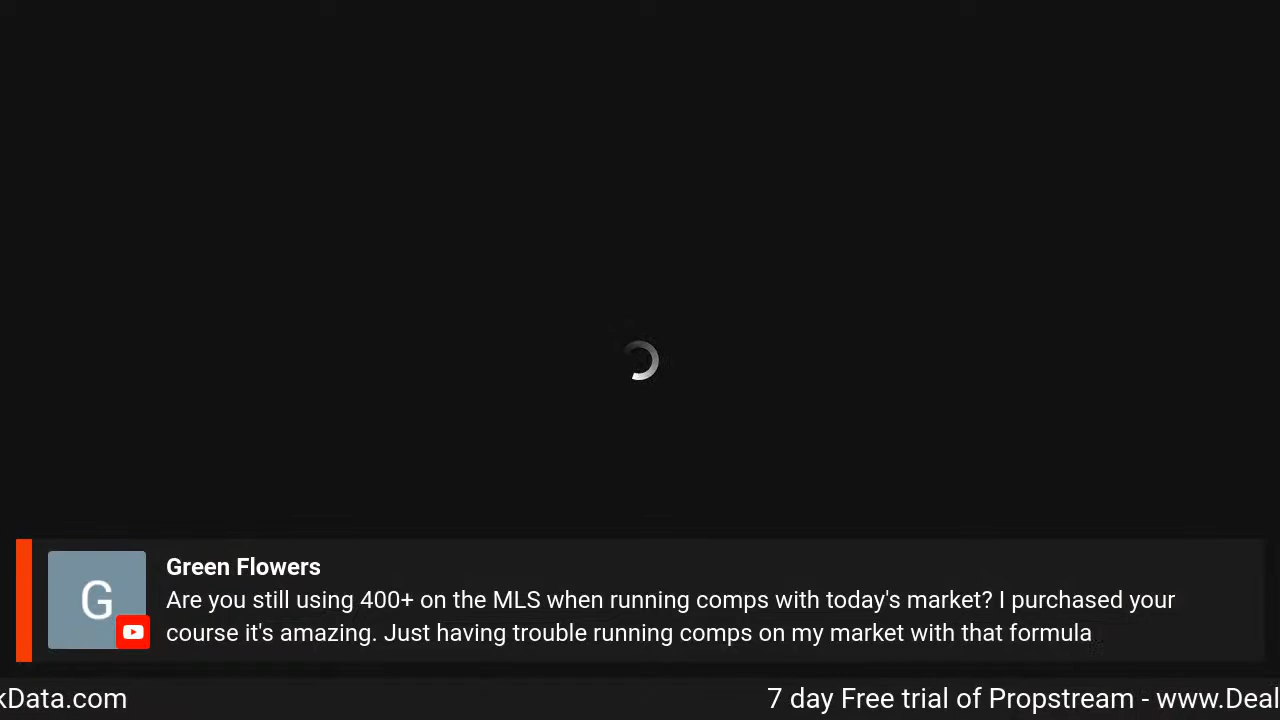 Green Flowers
Are you still using 400+ on the MLS when running comps with today's market? I purchased your
G
course it's amazing. Just having trouble running comps on my market with that formula
kData.com
7 day Free trial of Propstream - www.Deal